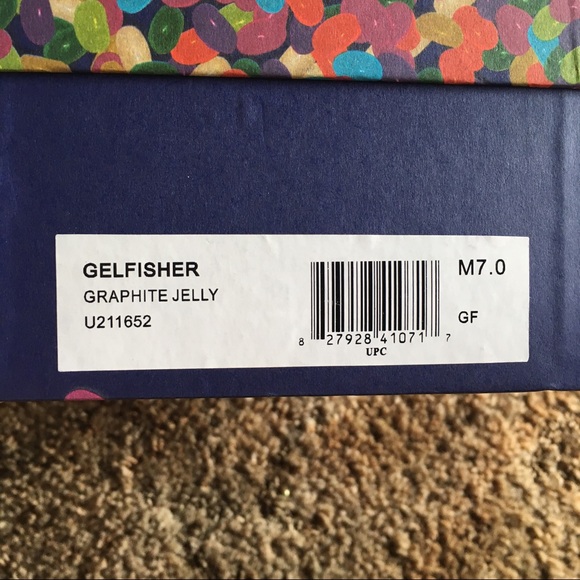 GELFISHER
GRAPHITE JELLY
U211652
8 27928 41071 7
UPC
M7.0
GF